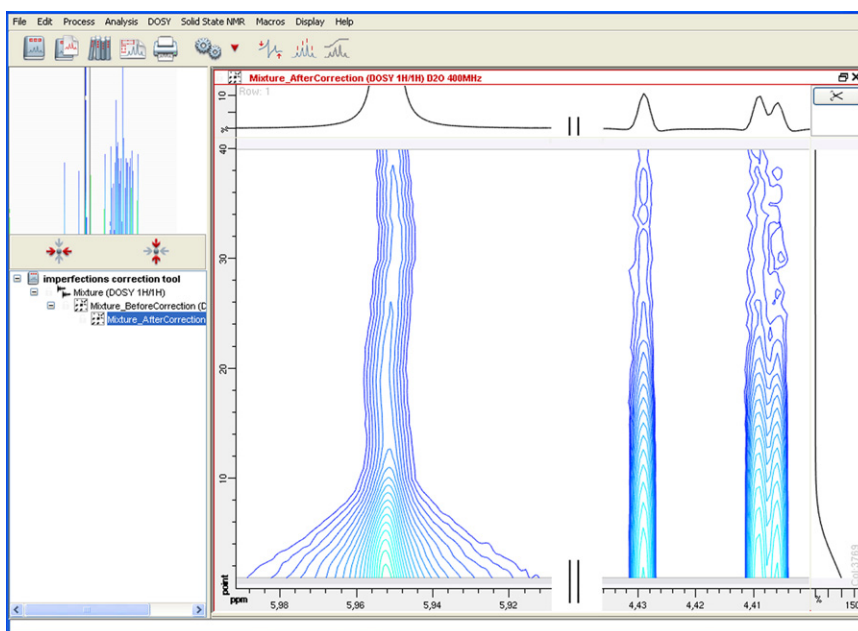 File Edit Process Analysis DOSY Solid State NMR Macros Display Help
Mixture_AfterCorrection (DOSY 1H/1H) D2O 400MHz
Row: 1
10
%
40
30
20
10
point
ppm
5,98 5,96 5,94 5,92 4,43 4,42 4,41 % 150
Col:3769
imperfections correction tool
Mixture (DOSY 1H/1H)
Mixture_BeforeCorrection (D
Mixture_AfterCorrection